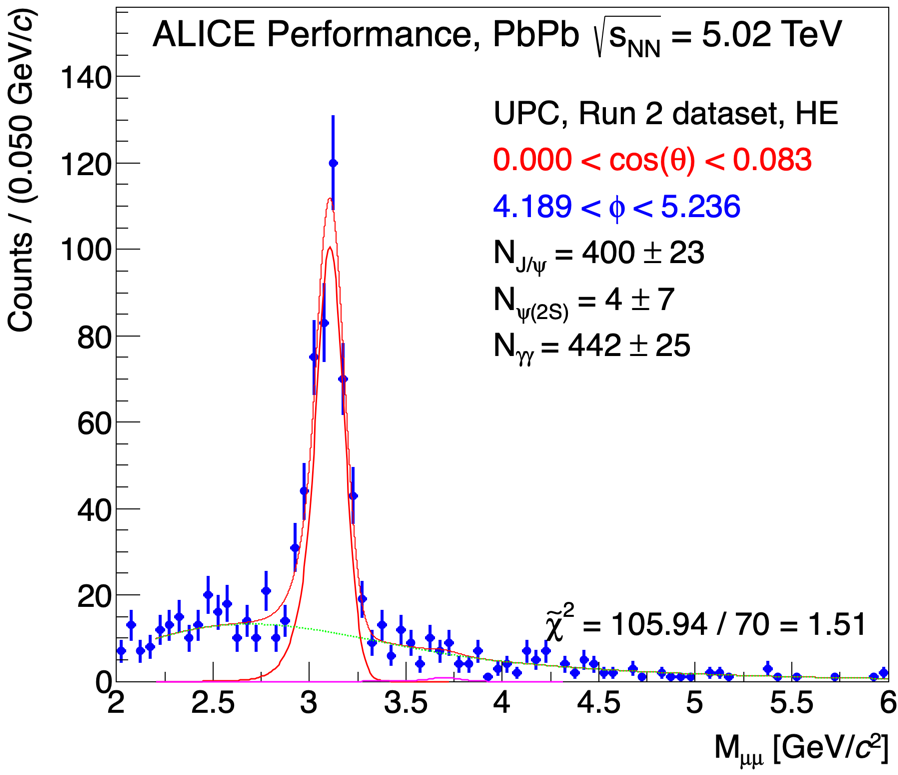 ALICE Performance, PbPb √sNN = 5.02 TeV
UPC, Run 2 dataset, HE
0.000 < cos(θ) < 0.083
4.189 < ϕ < 5.236
NJ/ψ = 400 ± 23
Nψ(2S) = 4 ± 7
Nγγ = 442 ± 25
χ̃² = 105.94 / 70 = 1.51
Counts / (0.050 GeV/c)
140
120
100
80
60
40
20
0
2 2.5 3 3.5 4 4.5 5 5.5 6
Mμμ [GeV/c²]